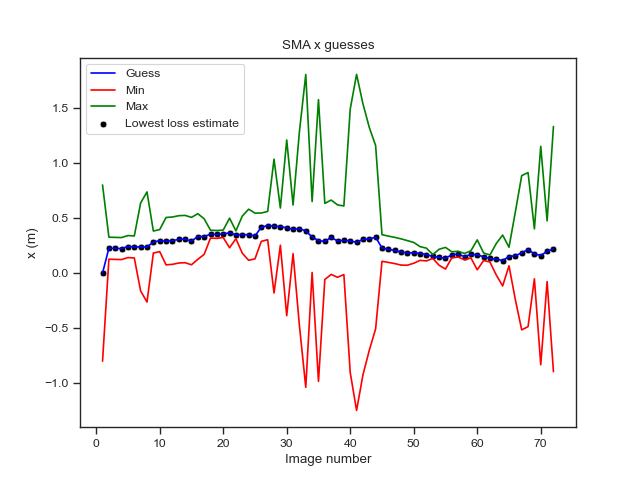 SMA x guesses
Guess
Min
Max
Lowest loss estimate
x (m)
1.5
1.0
0.5
0.0
−0.5
−1.0
0 10 20 30 40 50 60 70
Image number